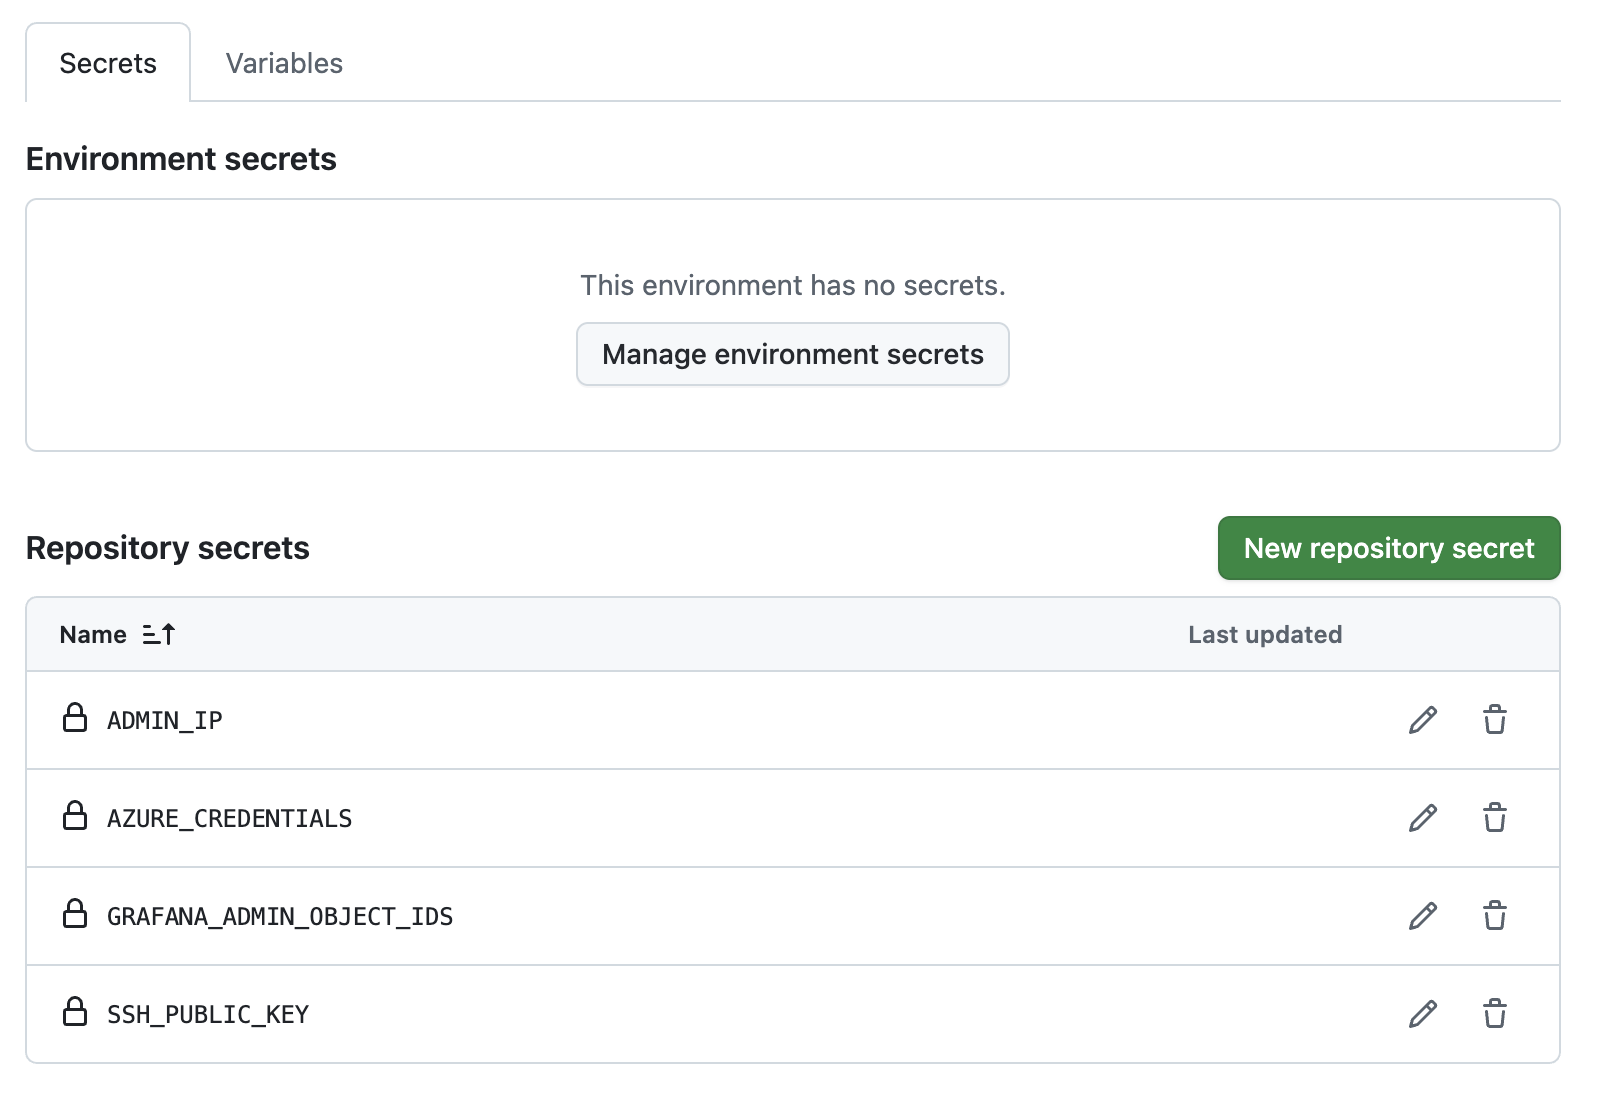 Secrets
Variables
Environment secrets
This environment has no secrets.
Manage environment secrets
Repository secrets
New repository secret
Name
Last updated
ADMIN_IP
AZURE_CREDENTIALS
GRAFANA_ADMIN_OBJECT_IDS
SSH_PUBLIC_KEY